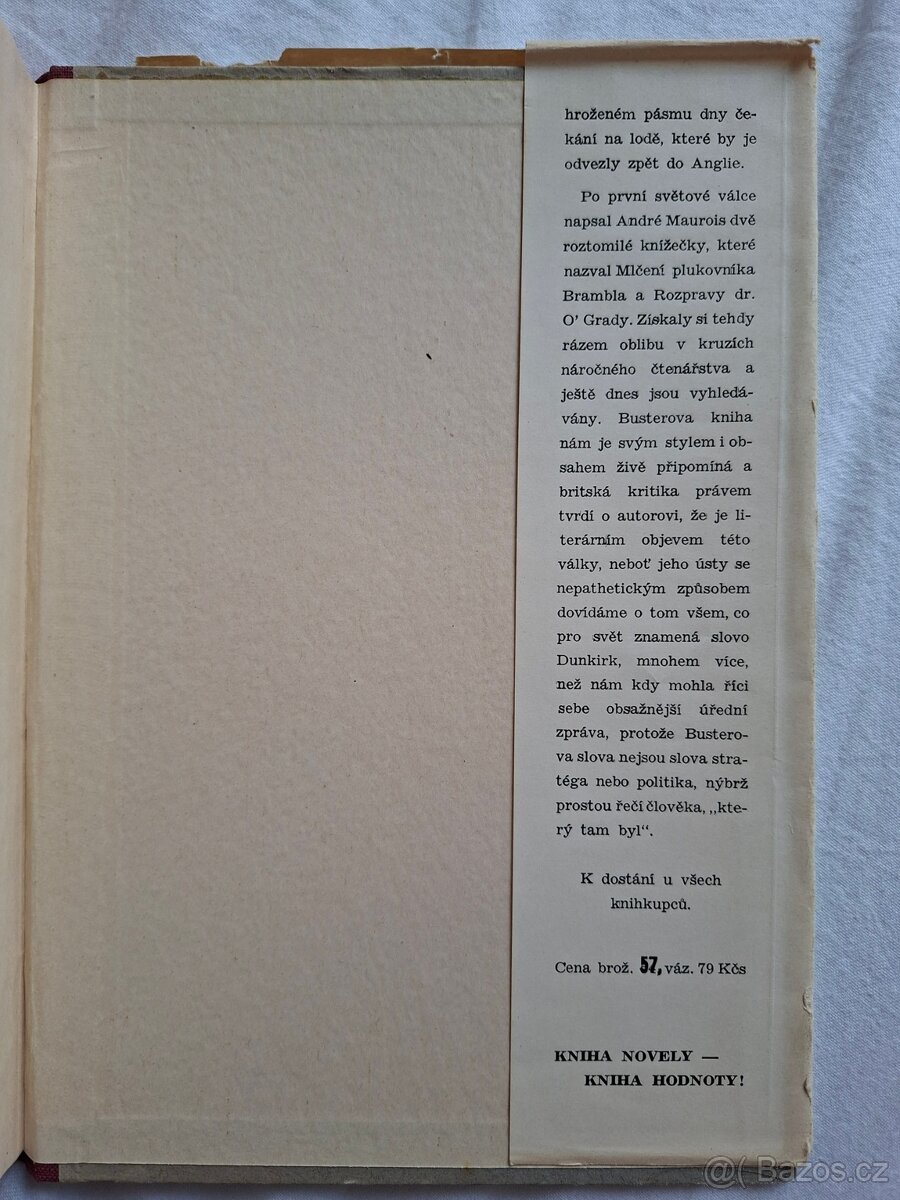 hroženém pásmu dny če-
kání na lodě, které by je
odvezly zpět do Anglie.
Po první světové válce
napsal André Maurois dvě
roztomilé knížečky, které
nazval Mlčení plukovníka
Brambla a Rozpravy dr.
O' Grady. Získaly si tehdy
rázem oblibu v kruzích
náročného čtenářstva a
ještě dnes jsou vyhledá-
vány. Busterova kniha
nám je svým stylem i ob-
sahem živě připomíná a
britská kritika právem
tvrdí o autorovi, že je li-
terárním objevem této
války, neboť jeho ústy se
nepathetickým způsobem
dovídáme o tom všem, co
pro svět znamená slovo
Dunkirk, mnohem více,
než nám kdy mohla říci
sebe obsažnější úřední
zpráva, protože Bustero-
va slova nejsou slova stra-
téga nebo politika, nýbrž
prostou řečí člověka, „kte-
rý tam byl“.
K dostání u všech
knihkupců.
Cena brož. 57, váz. 79 Kčs
KNIHA NOVELY —
KNIHA HODNOTY!
@( Bazos.cz